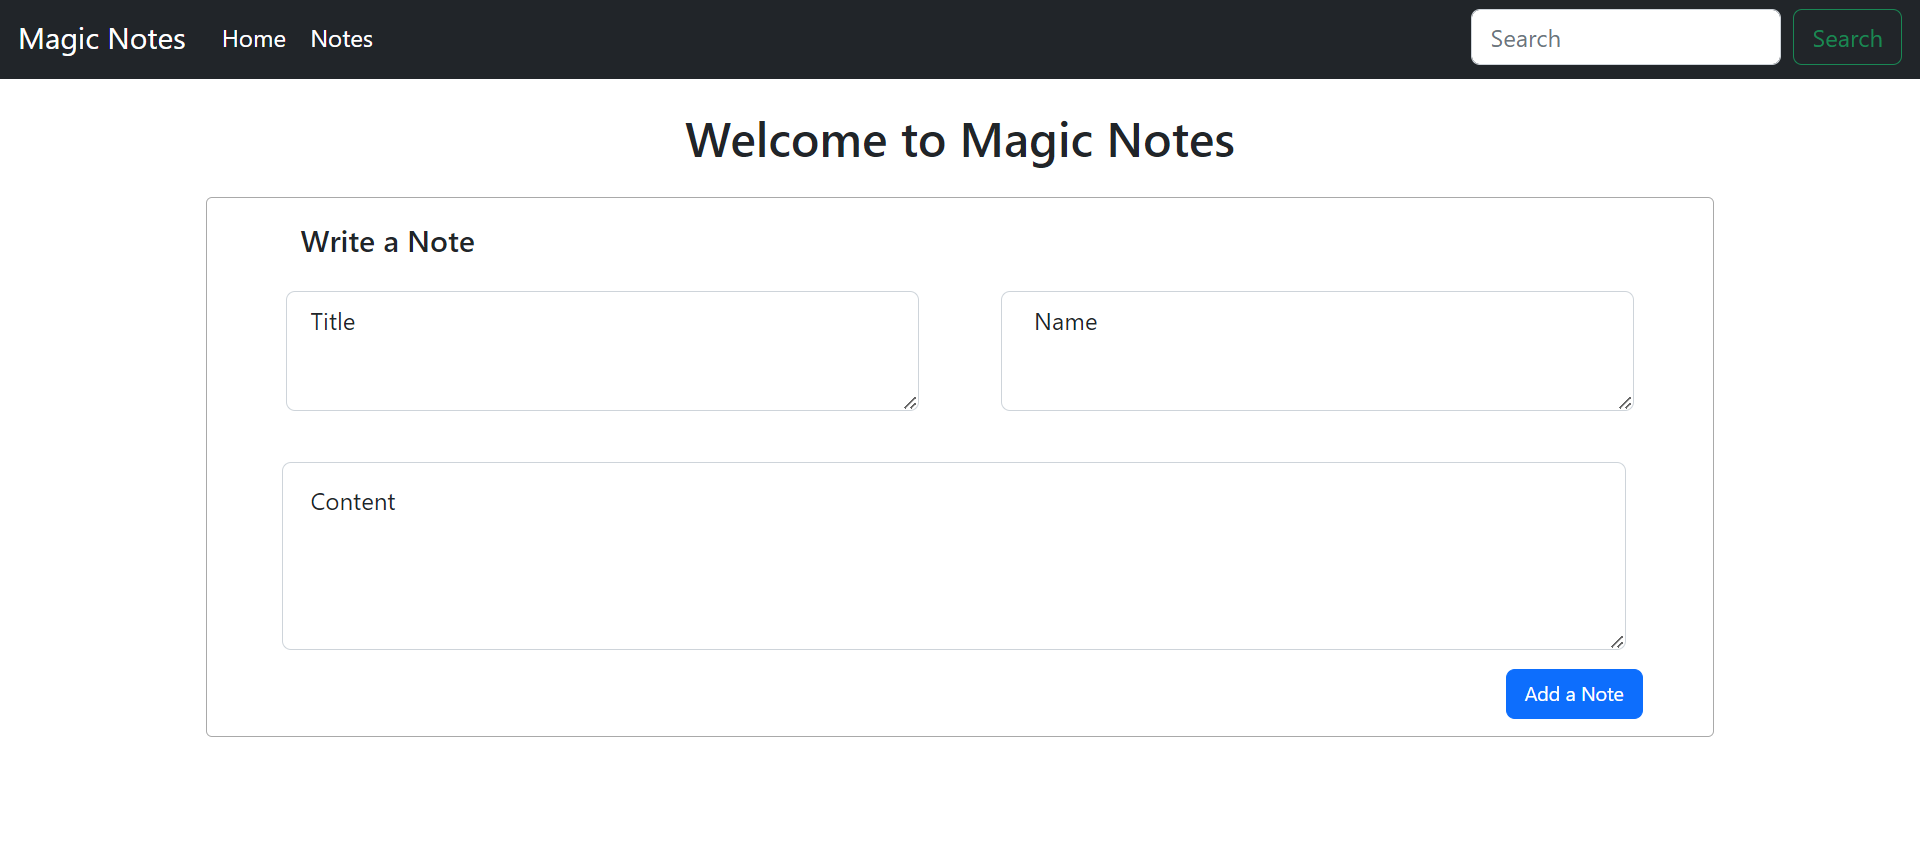 Magic Notes Home Notes Search Search
Welcome to Magic Notes
Write a Note
Title Name
Content
Add a Note